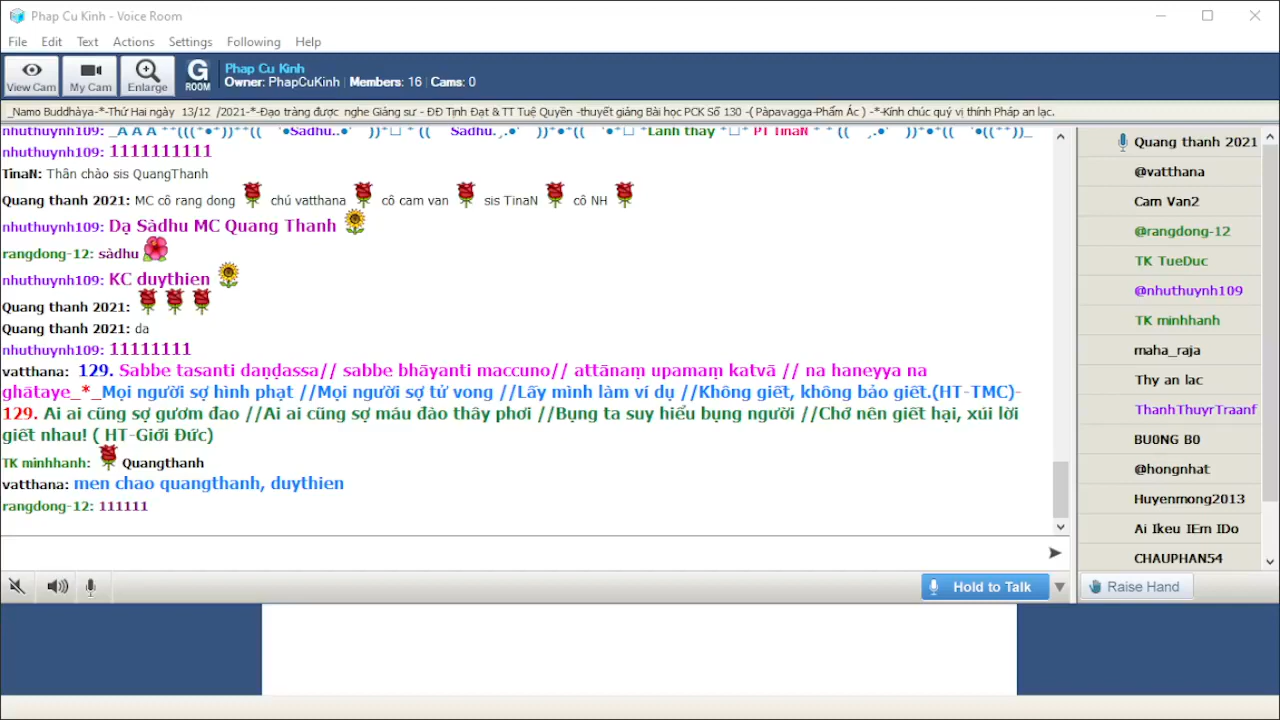 Phap Cu Kinh - Voice Room
File Edit Text Actions Settings Following Help
View Cam My Cam Enlarge G ROOM
Phap Cu Kinh
Owner: PhapCuKinh Members: 16 Cams: 0
_Namo Buddhàya-*-Thứ Hai ngày 13/12 /2021-*-Đạo tràng được nghe Giảng sư - ĐĐ Tịnh Đạt & TT Tuệ Quyền -thuyết giảng Bài học PCK Số 130 -( Pàpavagga-Phẩm Ác ) -*-Kính chúc quý vị thính Pháp an lạc.
nhuthuynh109:
nhuthuynh109: 1111111111
TinaN: Thân chào sis QuangThanh
Quang thanh 2021: MC cô rang dong chú vatthana cô cam van sis TinaN cô NH
nhuthuynh109: Dạ Sàdhu MC Quang Thanh
rangdong-12: sàdhu
nhuthuynh109: KC duythien
Quang thanh 2021:
Quang thanh 2021: da
nhuthuynh109: 11111111
vatthana: 129. Sabbe tasanti daṇḍassa// sabbe bhāyanti maccuno// attānaṃ upamaṃ katvā // na haneyya na
ghātaye_*_Mọi người sợ hình phạt //Mọi người sợ tử vong //Lấy mình làm ví dụ //Không giết, không bảo giết.(HT-TMC)-
129. Ai ai cũng sợ gươm đao //Ai ai cũng sợ máu đào thây phơi //Bụng ta suy hiểu bụng người //Chớ nên giết hại, xúi lời
giết nhau! ( HT-Giới Đức)
TK minhhanh: Quangthanh
vatthana: men chao quangthanh, duythien
rangdong-12: 111111
Hold to Talk
Quang thanh 2021
@vatthana
Cam Van2
@rangdong-12
TK TueDuc
@nhuthuynh109
TK minhhanh
maha_raja
Thy an lac
ThanhThuyrTraanf
BU0NG B0
@hongnhat
Huyenmong2013
Ai Ikeu IEm IDo
CHAUPHAN54
Raise Hand